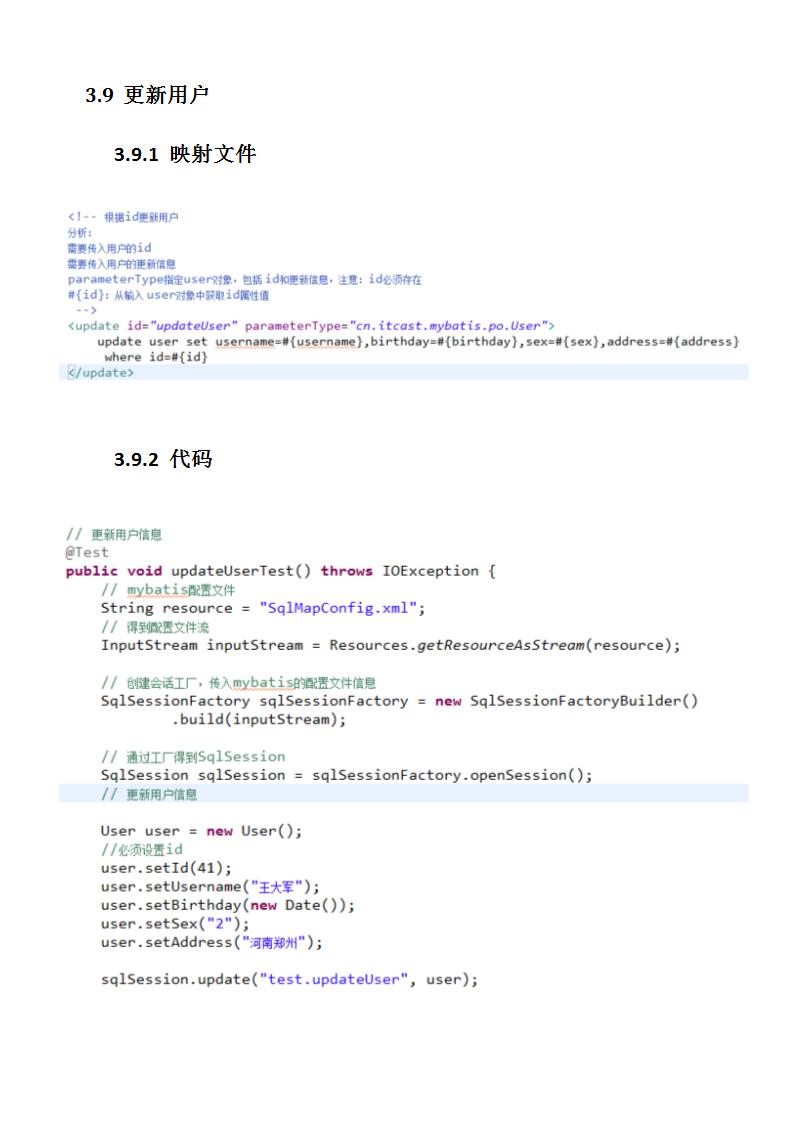 3.9 更新用户
3.9.1 映射文件
<!-- 根据id更新用户
分析:
需要传入用户的id
需要传入用户的更新信息
parameterType指定user对象，包括 id和更新信息，注意：id必须存在
#{id}：从输入 user对象中获取id属性值
-->
<update id="updateUser" parameterType="cn.itcast.mybatis.po.User">
update user set username=#{username},birthday=#{birthday},sex=#{sex},address=#{address}
where id=#{id}
</update>
3.9.2 代码
// 更新用户信息
@Test
public void updateUserTest() throws IOException {
// mybatis配置文件
String resource = "SqlMapConfig.xml";
// 得到配置文件流
InputStream inputStream = Resources.getResourceAsStream(resource);
// 创建会话工厂，传入mybatis的配置文件信息
SqlSessionFactory sqlSessionFactory = new SqlSessionFactoryBuilder()
.build(inputStream);
// 通过工厂得到SqlSession
SqlSession sqlSession = sqlSessionFactory.openSession();
// 更新用户信息
User user = new User();
//必须设置id
user.setId(41);
user.setUsername("王大军");
user.setBirthday(new Date());
user.setSex("2");
user.setAddress("河南郑州");
sqlSession.update("test.updateUser", user);